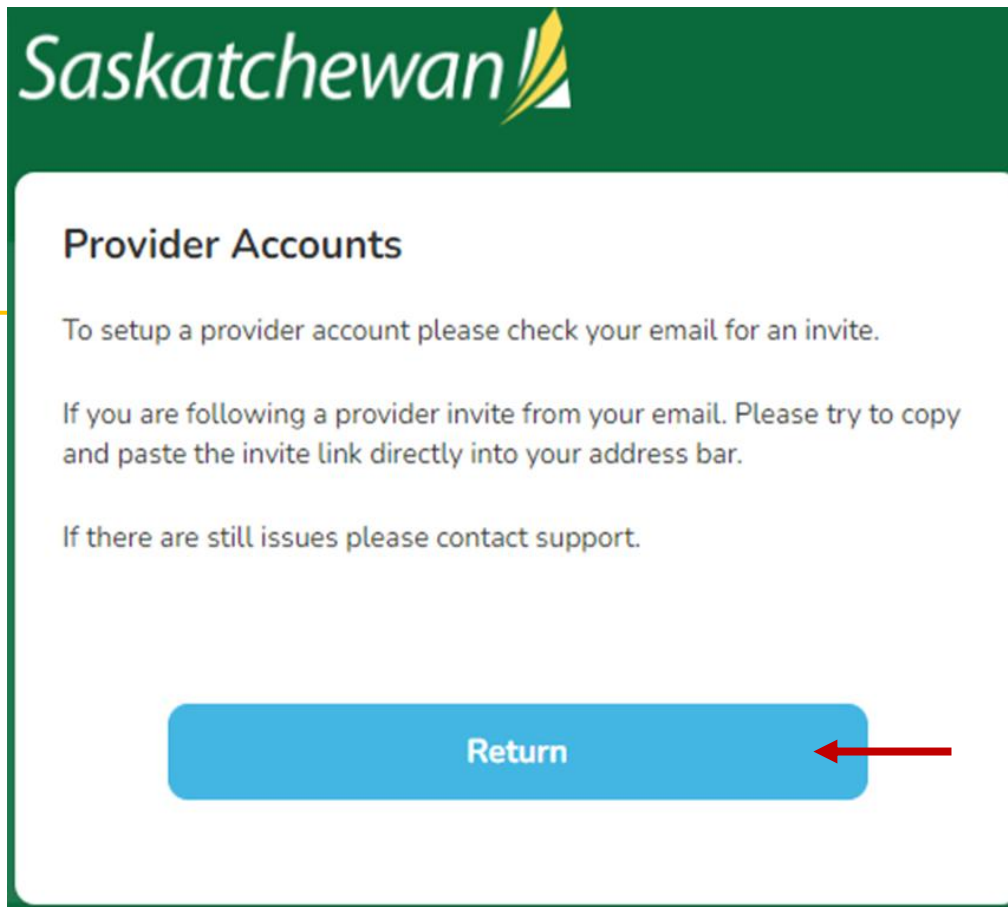 Saskatchewan
Provider Accounts
To setup a provider account please check your email for an invite.
If you are following a provider invite from your email. Please try to copy
and paste the invite link directly into your address bar.
If there are still issues please contact support.
Return